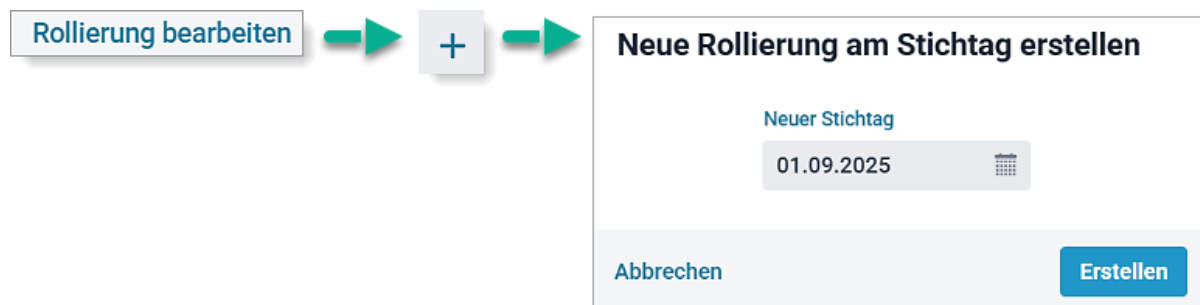 Rollierung bearbeiten
+
Neue Rollierung am Stichtag erstellen
Neuer Stichtag
01.09.2025
Abbrechen
Erstellen